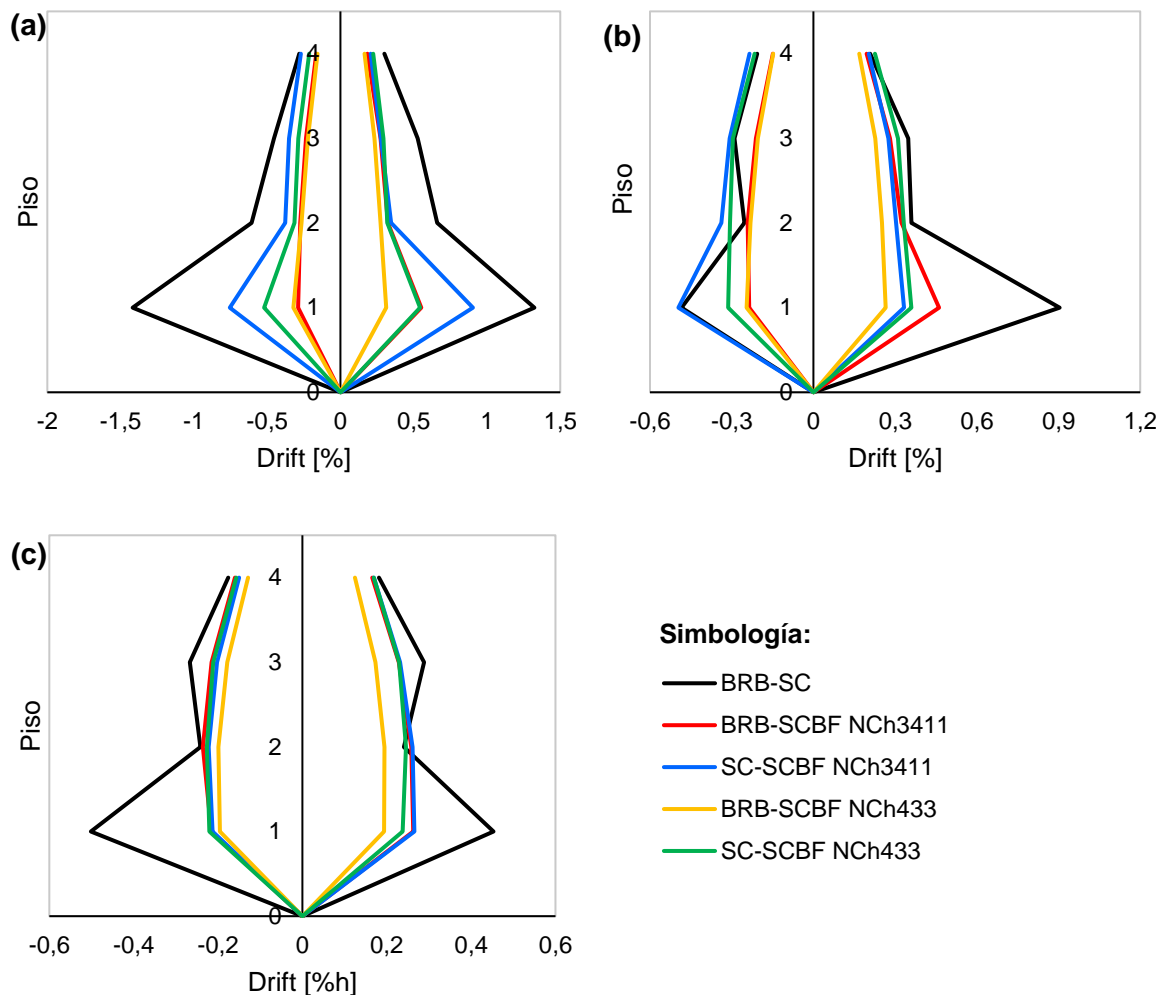 (a)
4
3
2
1
0
Piso
-2 -1,5 -1 -0,5 0 0,5 1 1,5
Drift [%]
(b)
4
3
2
1
0
Piso
-0,6 -0,3 0 0,3 0,6 0,9 1,2
Drift [%]
(c)
4
3
2
1
0
Piso
-0,6 -0,4 -0,2 0 0,2 0,4 0,6
Drift [%h]
Simbología:
BRB-SC
BRB-SCBF NCh3411
SC-SCBF NCh3411
BRB-SCBF NCh433
SC-SCBF NCh433